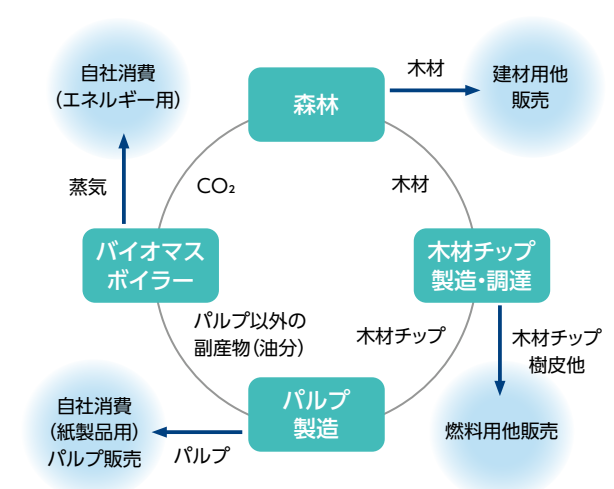 自社消費
（エネルギー用）
木材
建材用他
販売
森林
蒸気
CO₂
木材
バイオマス
ボイラー
木材チップ
製造・調達
パルプ以外の
副産物（油分）
木材チップ
木材チップ
樹皮他
自社消費
（紙製品用）
パルプ販売
パルプ
パルプ
製造
燃料用他販売